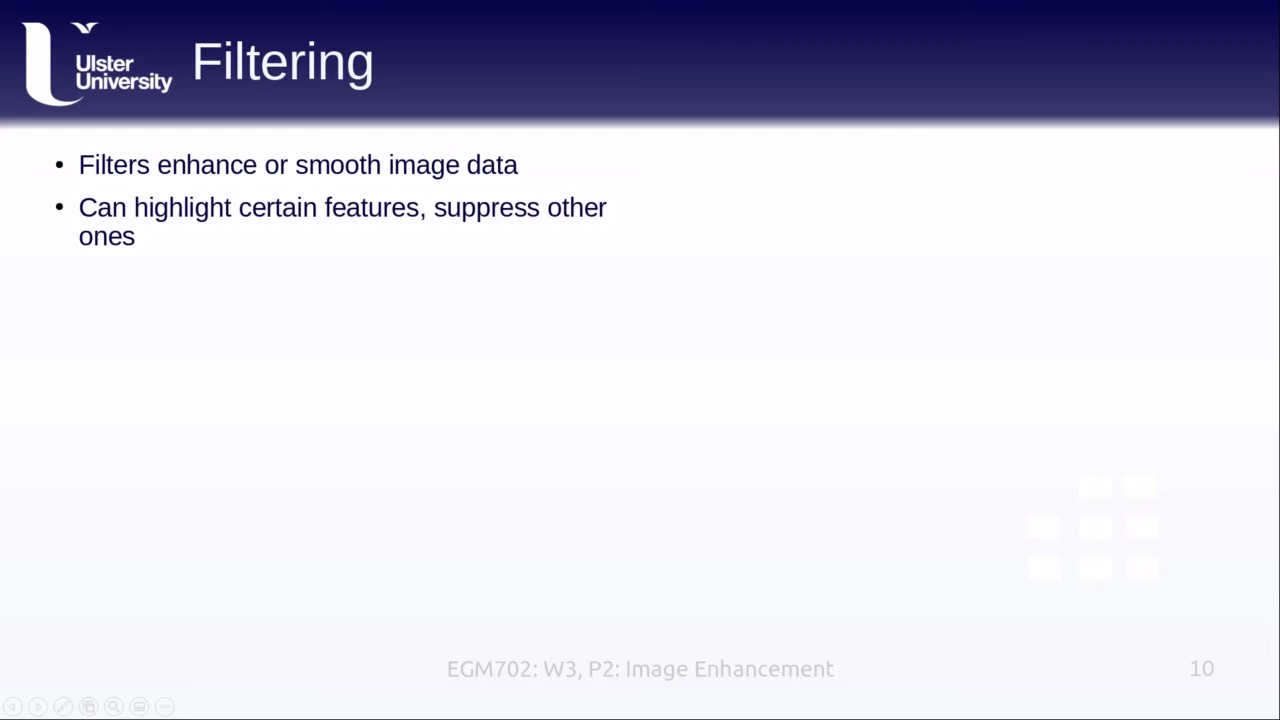 Ulster
University
Filtering
• Filters enhance or smooth image data
• Can highlight certain features, suppress other
ones
EGM702: W3, P2: Image Enhancement
10